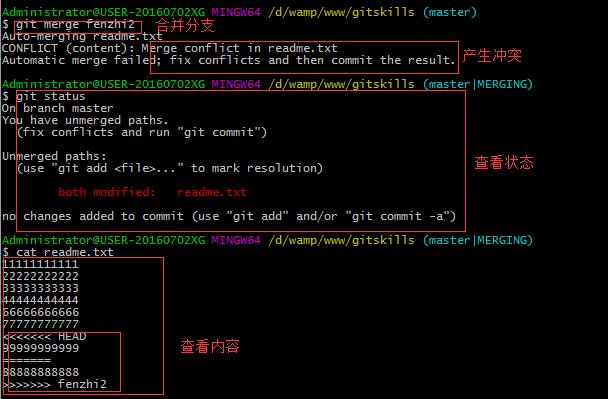 Administrator@USER-20160702XG MINGW64 /d/wamp/www/gitskills (master)
$ git merge fenzhi2 合并分支
Auto-merging readme.txt
CONFLICT (content): Merge conflict in readme.txt
Automatic merge failed; fix conflicts and then commit the result.
产生冲突
Administrator@USER-20160702XG MINGW64 /d/wamp/www/gitskills (master|MERGING)
$ git status
On branch master
You have unmerged paths.
(fix conflicts and run "git commit")
Unmerged paths:
(use "git add <file>..." to mark resolution)
查看状态
both modified: readme.txt
no changes added to commit (use "git add" and/or "git commit -a")
Administrator@USER-20160702XG MINGW64 /d/wamp/www/gitskills (master|MERGING)
$ cat readme.txt
11111111111
22222222222
33333333333
44444444444
66666666666
77777777777
<<<<<<< HEAD
99999999999
=======
88888888888
>>>>>>> fenzhi2
查看内容